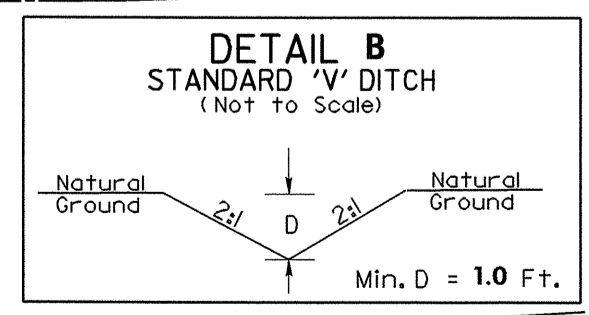 DETAIL B
STANDARD 'V' DITCH
(Not to Scale)
Natural Natural
Ground Ground
2:1 D 2:1
Min. D = 1.0 Ft.